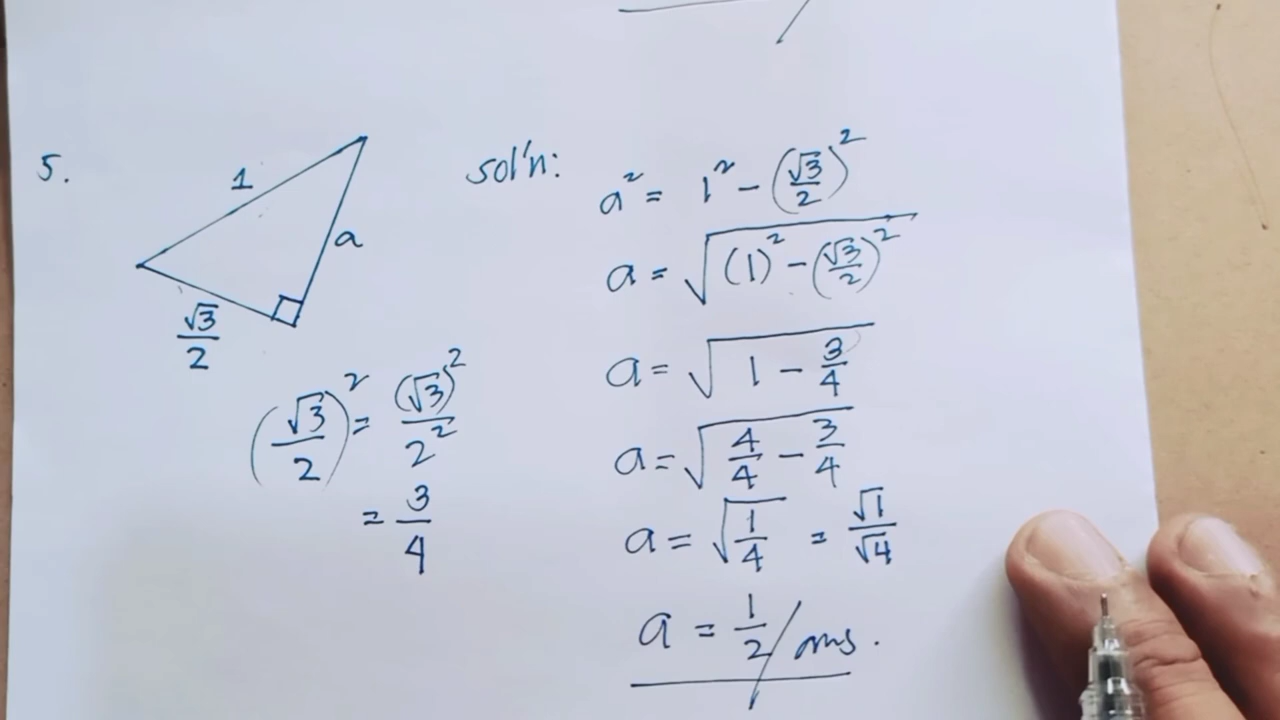 5.
1
a
√3/2
(√3/2)² = (√3)²/2²
= 3/4
sol'n:
a² = 1² - (√3/2)²
a = √((1)² - (√3/2)²)
a = √(1 - 3/4)
a = √(4/4 - 3/4)
a = √(1/4) = √1/√4
a = 1/2 / ans.